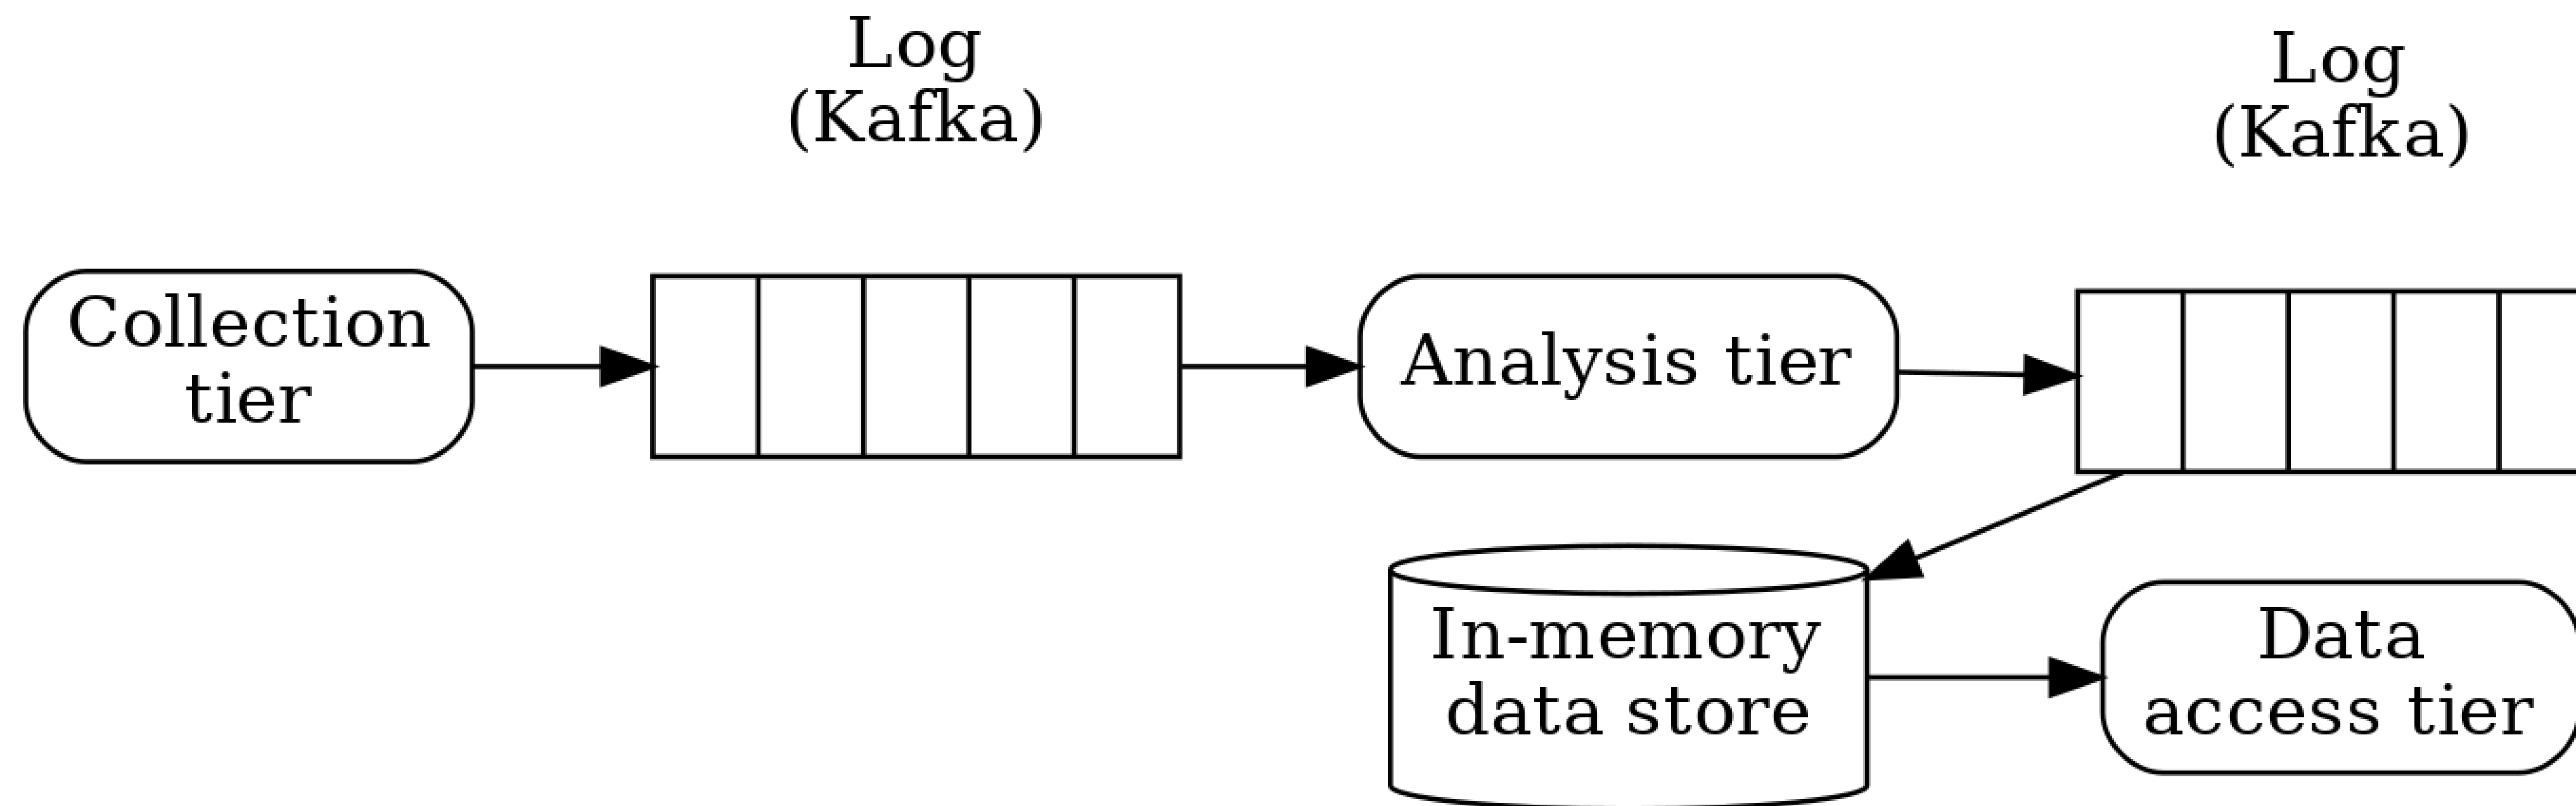 Log
(Kafka)
Log
(Kafka)
Collection
tier
Analysis tier
In-memory
data store
Data
access tier